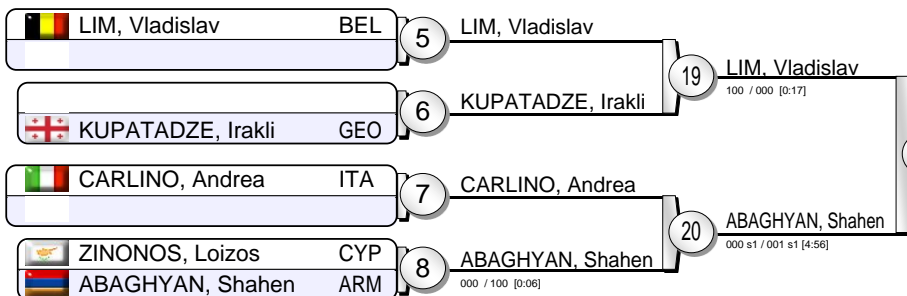 LIM, Vladislav BEL
5
LIM, Vladislav
KUPATADZE, Irakli GEO
6
KUPATADZE, Irakli
19
LIM, Vladislav
100 / 000 [0:17]
CARLINO, Andrea ITA
7
CARLINO, Andrea
ZINONOS, Loizos CYP
ABAGHYAN, Shahen ARM
8
ABAGHYAN, Shahen
000 / 100 [0:06]
20
ABAGHYAN, Shahen
000 s1 / 001 s1 [4:56]